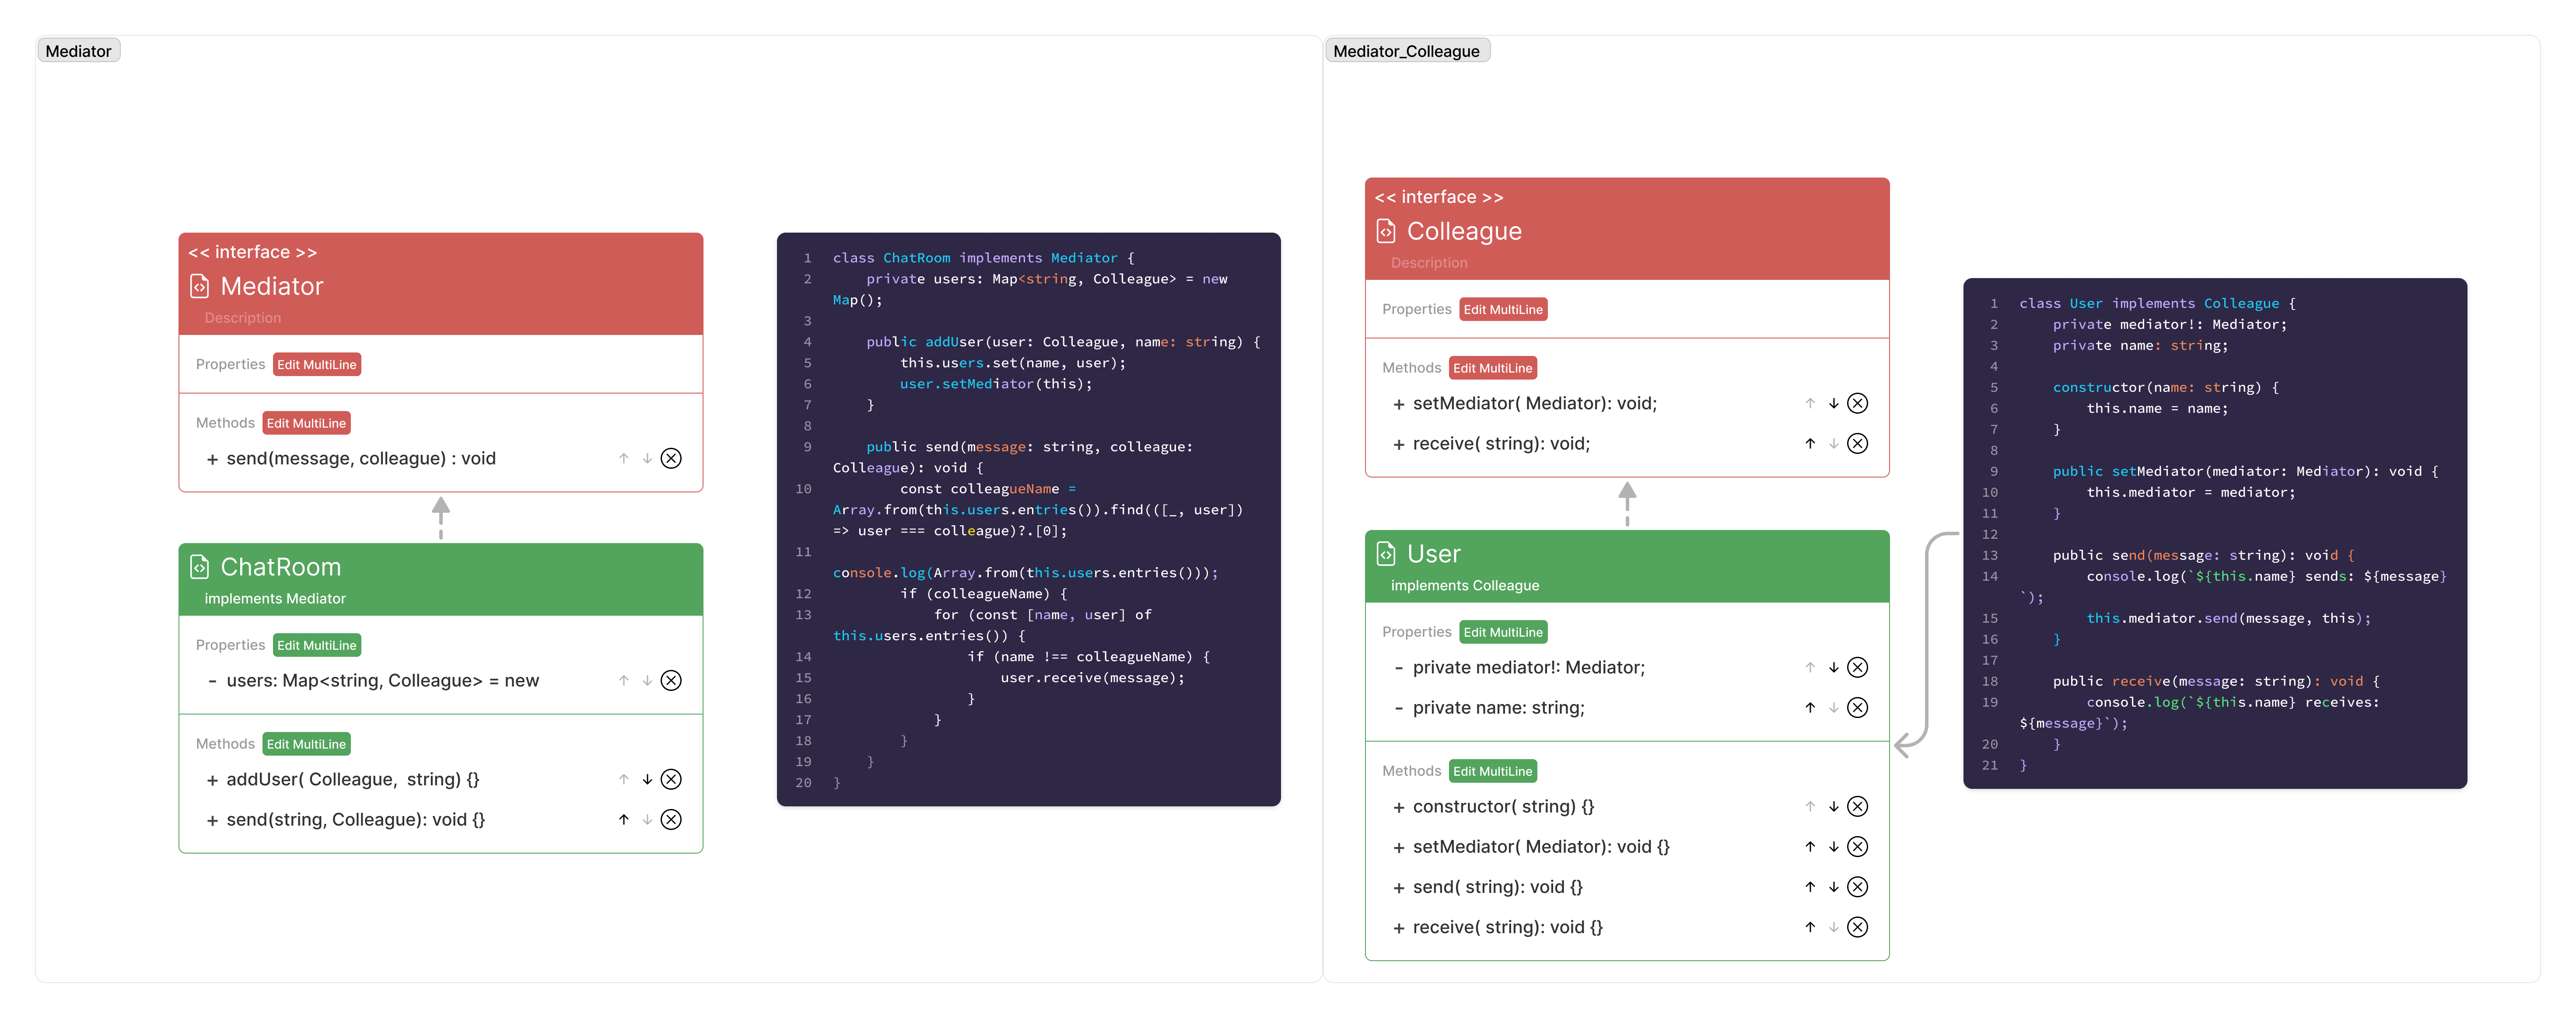 Mediator
<< interface >>
Mediator
Description
Properties Edit MultiLine
Methods Edit MultiLine
+ send(message, colleague) : void
ChatRoom
implements Mediator
Properties Edit MultiLine
- users: Map<string, Colleague> = new
Methods Edit MultiLine
+ addUser( Colleague,  string) {}
+ send(string, Colleague): void {}
1 class ChatRoom implements Mediator {
2     private users: Map<string, Colleague> = new
Map();
3
4     public addUser(user: Colleague, name: string) {
5         this.users.set(name, user);
6         user.setMediator(this);
7     }
8
9     public send(message: string, colleague:
Colleague): void {
10         const colleagueName =
Array.from(this.users.entries()).find(([_, user])
=> user === colleague)?.[0];
11
console.log(Array.from(this.users.entries()));
12         if (colleagueName) {
13             for (const [name, user] of
this.users.entries()) {
14                 if (name !== colleagueName) {
15                     user.receive(message);
16                 }
17             }
18         }
19     }
20 }
Mediator_Colleague
<< interface >>
Colleague
Description
Properties Edit MultiLine
Methods Edit MultiLine
+ setMediator( Mediator): void;
+ receive( string): void;
User
implements Colleague
Properties Edit MultiLine
- private mediator!: Mediator;
- private name: string;
Methods Edit MultiLine
+ constructor( string) {}
+ setMediator( Mediator): void {}
+ send( string): void {}
+ receive( string): void {}
1 class User implements Colleague {
2     private mediator!: Mediator;
3     private name: string;
4
5     constructor(name: string) {
6         this.name = name;
7     }
8
9     public setMediator(mediator: Mediator): void {
10         this.mediator = mediator;
11     }
12
13     public send(message: string): void {
14         console.log(`${this.name} sends: ${message}
`);
15         this.mediator.send(message, this);
16     }
17
18     public receive(message: string): void {
19         console.log(`${this.name} receives:
${message}`);
20     }
21 }